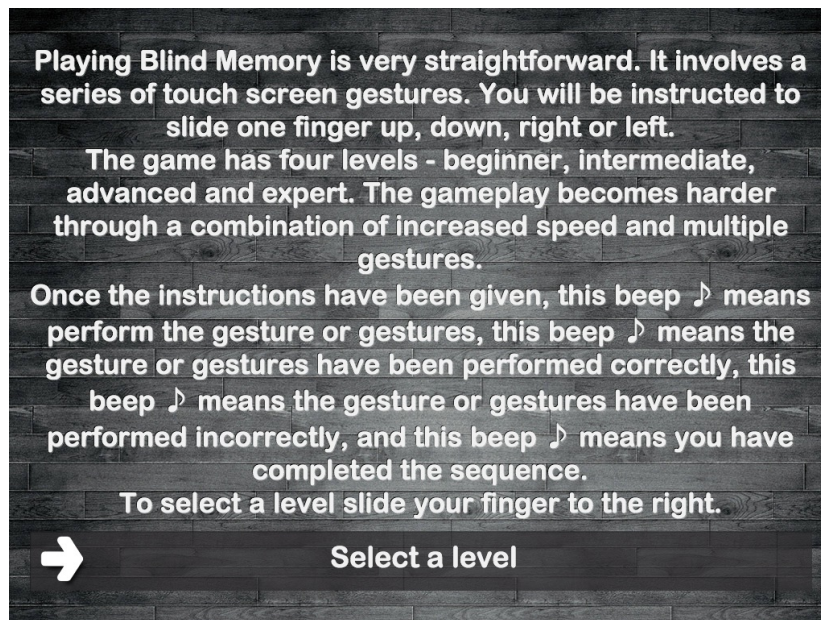 Playing Blind Memory is very straightforward. It involves a
series of touch screen gestures. You will be instructed to
slide one finger up, down, right or left.
The game has four levels - beginner, intermediate,
advanced and expert. The gameplay becomes harder
through a combination of increased speed and multiple
gestures.
Once the instructions have been given, this beep ♪ means
perform the gesture or gestures, this beep ♪ means the
gesture or gestures have been performed correctly, this
beep ♪ means the gesture or gestures have been
performed incorrectly, and this beep ♪ means you have
completed the sequence.
To select a level slide your finger to the right.
Select a level